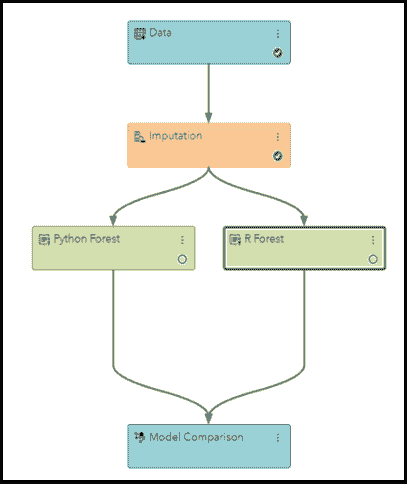 Data
Imputation
Python Forest
R Forest
Model Comparison